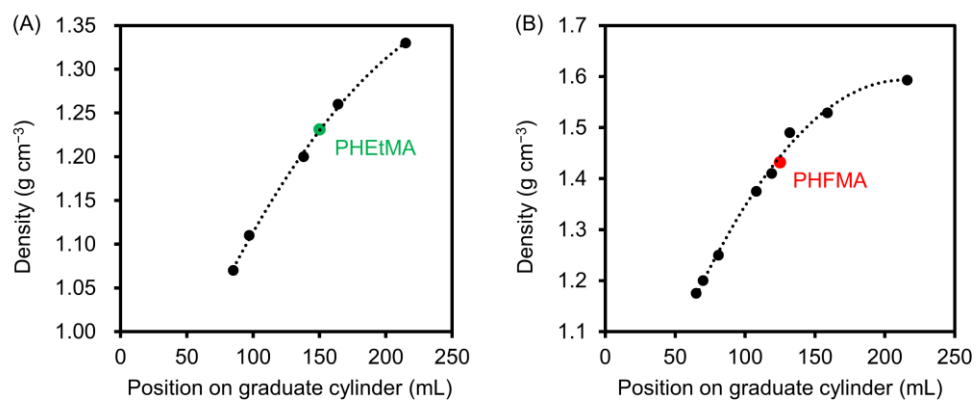 (A)
1.35
1.30
1.25
1.20
1.15
1.10
1.05
1.00
Density (g cm⁻³)
PHEtMA
0 50 100 150 200 250
Position on graduate cylinder (mL)
(B)
1.7
1.6
1.5
1.4
1.3
1.2
1.1
Density (g cm⁻³)
PHFMA
0 50 100 150 200 250
Position on graduate cylinder (mL)